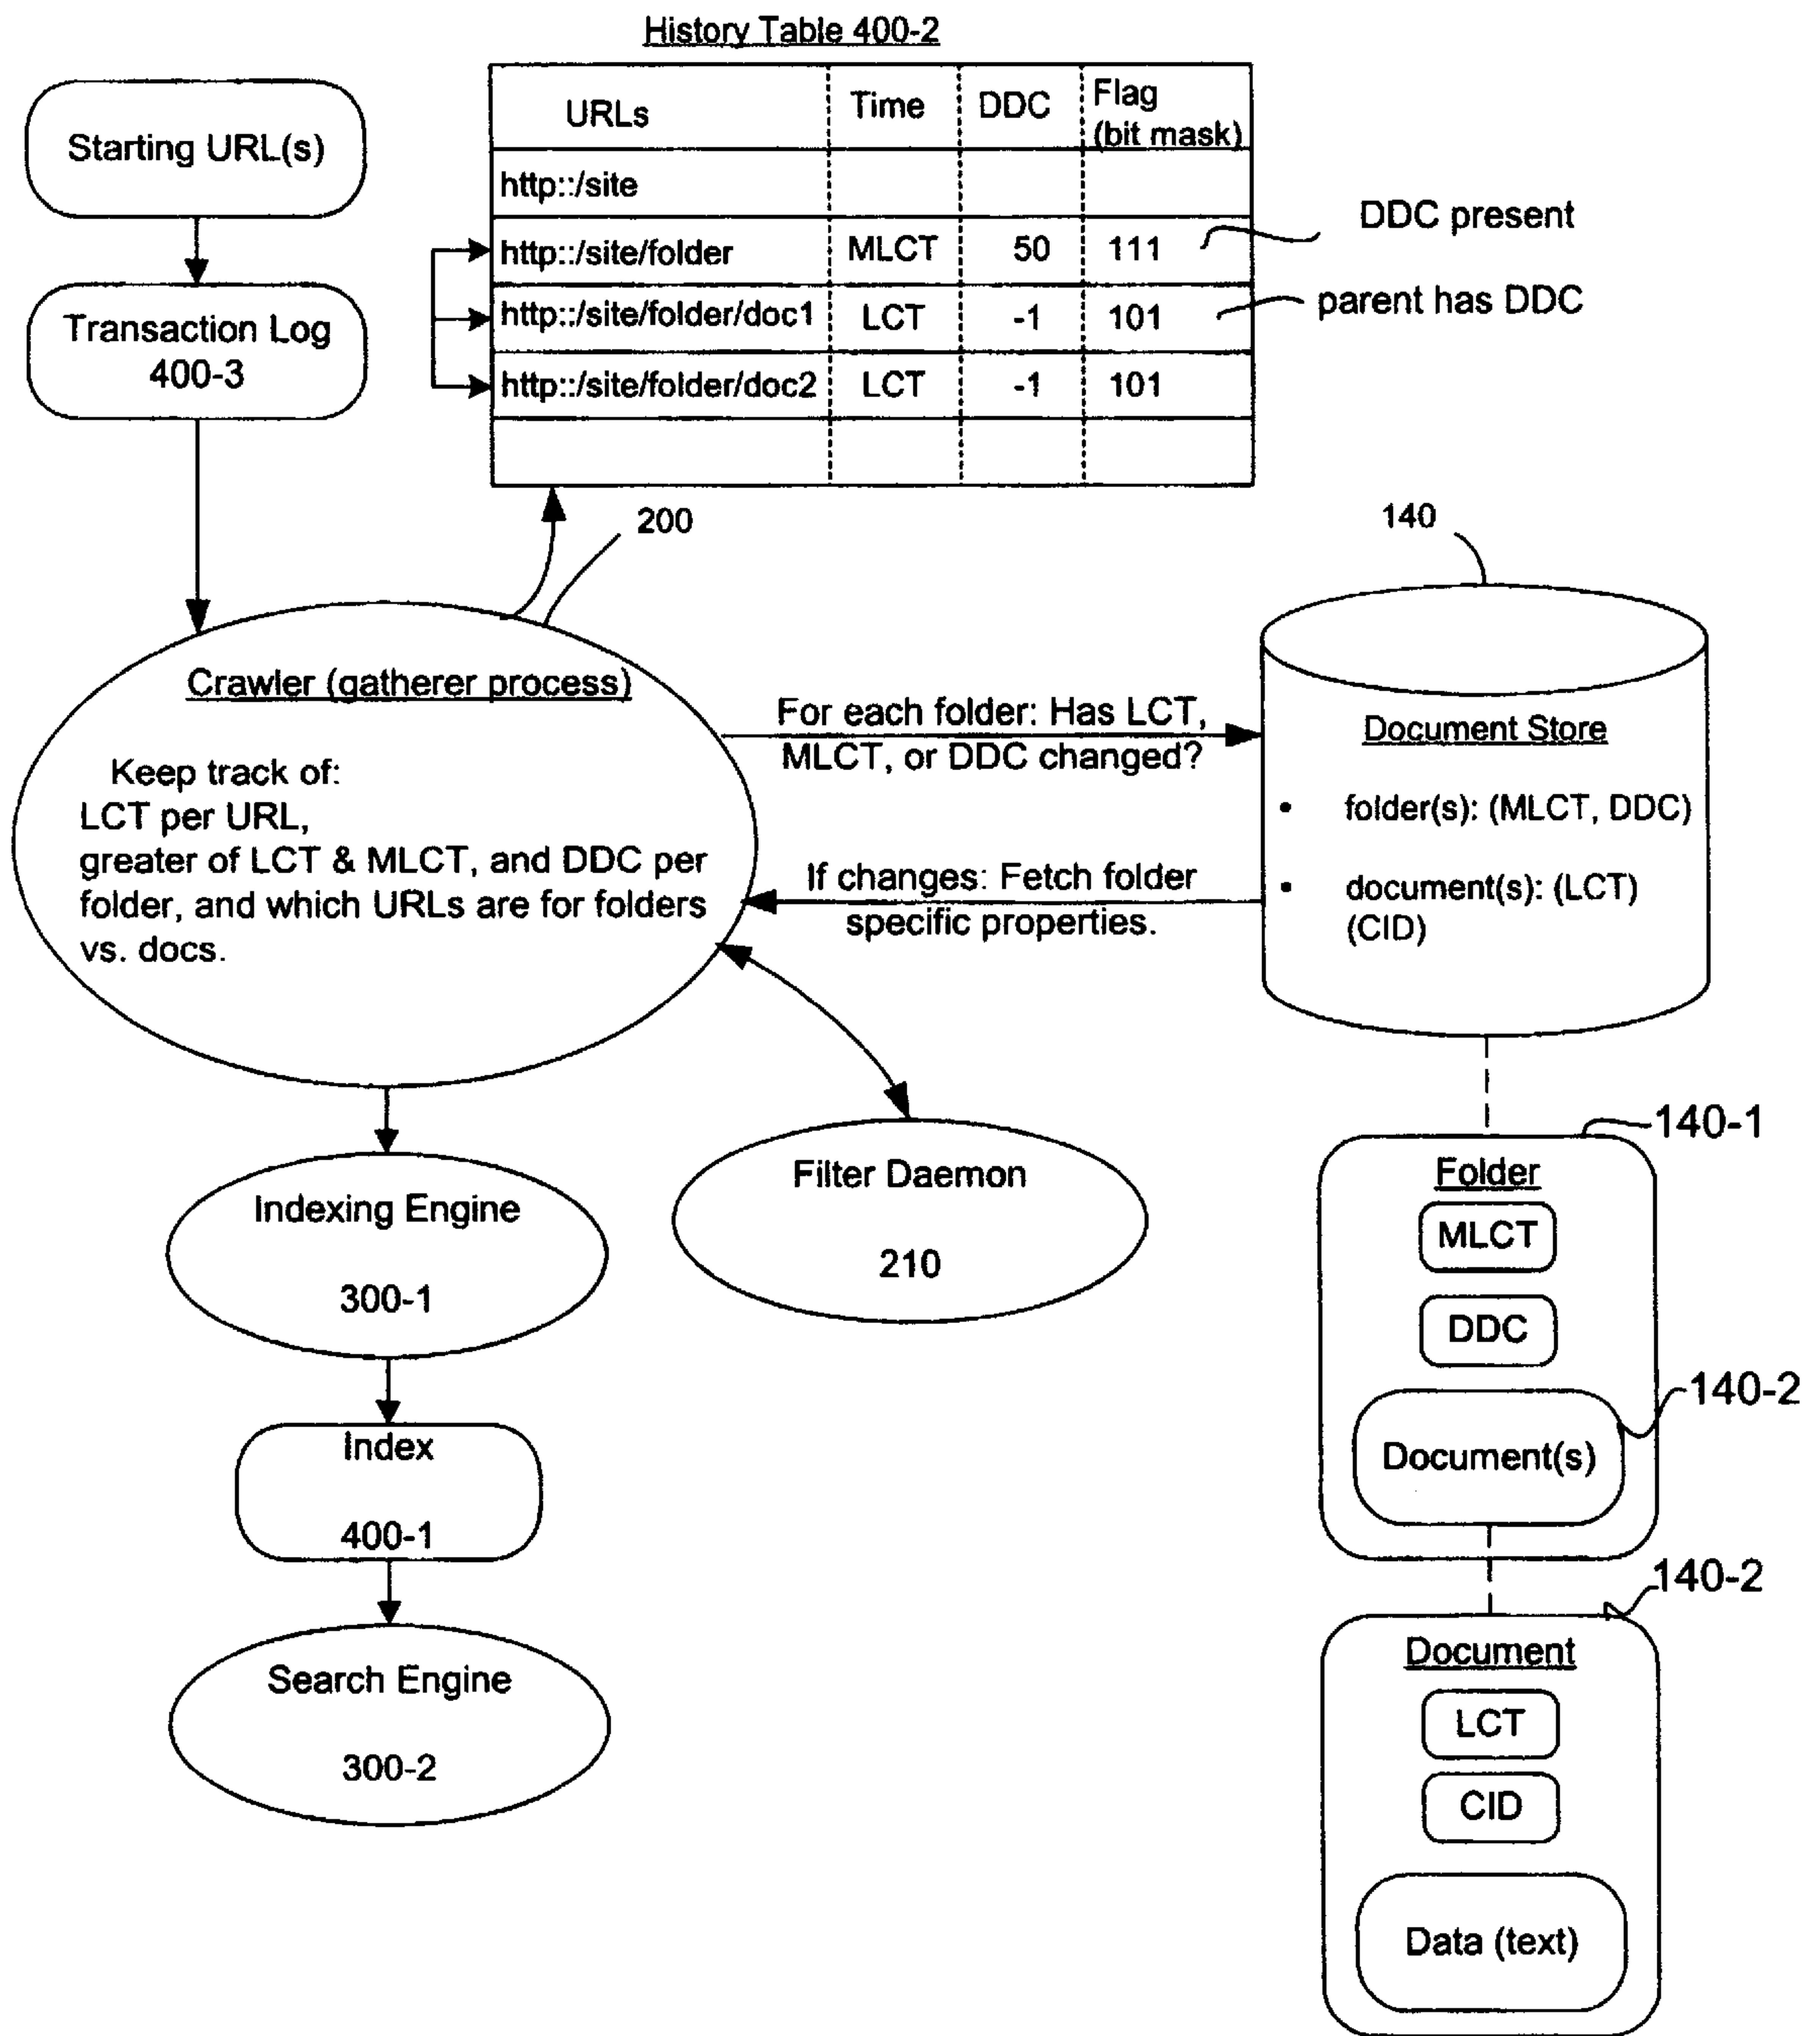 History Table 400-2
URLs Time DDC Flag
(bit mask)
http::/site
http::/site/folder MLCT 50 111
http::/site/folder/doc1 LCT -1 101
http::/site/folder/doc2 LCT -1 101
DDC present
parent has DDC
Starting URL(s)
Transaction Log
400-3
200
140
Crawler (gatherer process)
Keep track of:
LCT per URL,
greater of LCT & MLCT, and DDC per
folder, and which URLs are for folders
vs. docs.
For each folder: Has LCT,
MLCT, or DDC changed?
If changes: Fetch folder
specific properties.
Document Store
• folder(s): (MLCT, DDC)
• document(s): (LCT)
(CID)
Indexing Engine
300-1
Filter Daemon
210
Index
400-1
Search Engine
300-2
140-1
Folder
MLCT
DDC
140-2
Document(s)
140-2
Document
LCT
CID
Data (text)